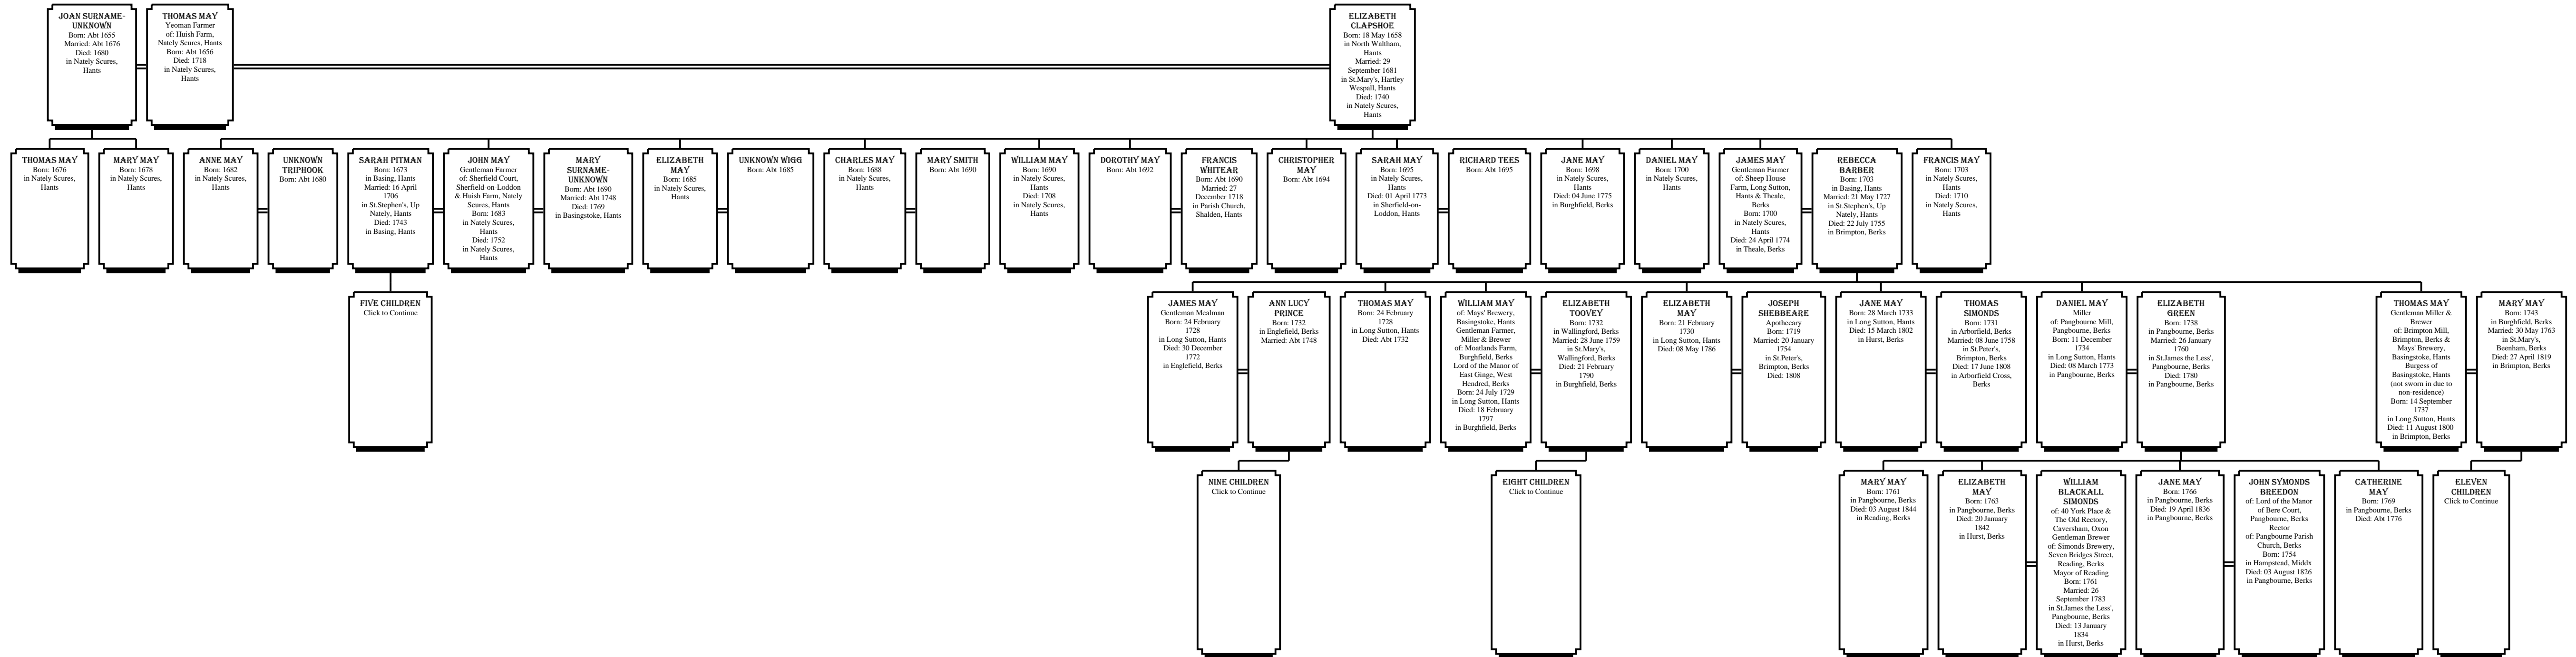 JOAN SURNAME-
UNKNOWN
Born: Abt 1655
Married: Abt 1676
Died: 1680
in Nately Scures,
Hants
THOMAS MAY
Yeoman Farmer
of: Huish Farm,
Nately Scures, Hants
Born: Abt 1656
Died: 1718
in Nately Scures,
Hants
ELIZABETH
CLAPSHOE
Born: 18 May 1658
in North Waltham,
Hants
Married: 29
September 1681
in St.Mary's, Hartley
Wespall, Hants
Died: 1740
in Nately Scures,
Hants
THOMAS MAY
Born: 1676
in Nately Scures,
Hants
MARY MAY
Born: 1678
in Nately Scures,
Hants
ANNE MAY
Born: 1682
in Nately Scures,
Hants
UNKNOWN
TRIPHOOK
Born: Abt 1680
SARAH PITMAN
Born: 1673
in Basing, Hants
Married: 16 April
1706
in St.Stephen's, Up
Nately, Hants
Died: 1743
in Basing, Hants
JOHN MAY
Gentleman Farmer
of: Sherfield Court,
Sherfield-on-Loddon
& Huish Farm, Nately
Scures, Hants
Born: 1683
in Nately Scures,
Hants
Died: 1752
in Nately Scures,
Hants
MARY
SURNAME-
UNKNOWN
Born: Abt 1690
Married: Abt 1748
Died: 1769
in Basingstoke, Hants
ELIZABETH
MAY
Born: 1685
in Nately Scures,
Hants
UNKNOWN WIGG
Born: Abt 1685
CHARLES MAY
Born: 1688
in Nately Scures,
Hants
MARY SMITH
Born: Abt 1690
WILLIAM MAY
Born: 1690
in Nately Scures,
Hants
Died: 1708
in Nately Scures,
Hants
DOROTHY MAY
Born: Abt 1692
FRANCIS
WHITEAR
Born: Abt 1690
Married: 27
December 1718
in Parish Church,
Shalden, Hants
CHRISTOPHER
MAY
Born: Abt 1694
SARAH MAY
Born: 1695
in Nately Scures,
Hants
Died: 01 April 1773
in Sherfield-on-
Loddon, Hants
RICHARD TEES
Born: Abt 1695
JANE MAY
Born: 1698
in Nately Scures,
Hants
Died: 04 June 1775
in Burghfield, Berks
DANIEL MAY
Born: 1700
in Nately Scures,
Hants
JAMES MAY
Gentleman Farmer
of: Sheep House
Farm, Long Sutton,
Hants & Theale,
Berks
Born: 1700
in Nately Scures,
Hants
Died: 24 April 1774
in Theale, Berks
REBECCA
BARBER
Born: 1703
in Basing, Hants
Married: 21 May 1727
in St.Stephen's, Up
Nately, Hants
Died: 22 July 1755
in Brimpton, Berks
FRANCIS MAY
Born: 1703
in Nately Scures,
Hants
Died: 1710
in Nately Scures,
Hants
FIVE CHILDREN
Click to Continue
JAMES MAY
Gentleman Mealman
Born: 24 February
1728
in Long Sutton, Hants
Died: 30 December
1772
in Englefield, Berks
ANN LUCY
PRINCE
Born: 1732
in Englefield, Berks
Married: Abt 1748
THOMAS MAY
Born: 24 February
1728
in Long Sutton, Hants
Died: Abt 1732
WILLIAM MAY
of: Mays' Brewery,
Basingstoke, Hants
Gentleman Farmer,
Miller & Brewer
of: Moatlands Farm,
Burghfield, Berks
Lord of the Manor of
East Ginge, West
Hendred, Berks
Born: 24 July 1729
in Long Sutton, Hants
Died: 18 February
1797
in Burghfield, Berks
ELIZABETH
TOOVEY
Born: 1732
in Wallingford, Berks
Married: 28 June 1759
in St.Mary's,
Wallingford, Berks
Died: 21 February
1790
in Burghfield, Berks
ELIZABETH
MAY
Born: 21 February
1730
in Long Sutton, Hants
Died: 08 May 1786
JOSEPH
SHEBBEARE
Apothecary
Born: 1719
Married: 20 January
1754
in St.Peter's,
Brimpton, Berks
Died: 1808
JANE MAY
Born: 28 March 1733
in Long Sutton, Hants
Died: 15 March 1802
in Hurst, Berks
THOMAS
SIMONDS
Born: 1731
in Arborfield, Berks
Married: 08 June 1758
in St.Peter's,
Brimpton, Berks
Died: 17 June 1808
in Arborfield Cross,
Berks
DANIEL MAY
Miller
of: Pangbourne Mill,
Pangbourne, Berks
Born: 11 December
1734
in Long Sutton, Hants
Died: 08 March 1773
in Pangbourne, Berks
ELIZABETH
GREEN
Born: 1738
in Pangbourne, Berks
Married: 26 January
1760
in St.James the Less',
Pangbourne, Berks
Died: 1780
in Pangbourne, Berks
THOMAS MAY
Gentleman Miller &
Brewer
of: Brimpton Mill,
Brimpton, Berks &
Mays' Brewery,
Basingstoke, Hants
Burgess of
Basingstoke, Hants
(not sworn in due to
non-residence)
Born: 14 September
1737
in Long Sutton, Hants
Died: 11 August 1800
in Brimpton, Berks
MARY MAY
Born: 1743
in Burghfield, Berks
Married: 30 May 1763
in St.Mary's,
Beenham, Berks
Died: 27 April 1819
in Brimpton, Berks
NINE CHILDREN
Click to Continue
EIGHT CHILDREN
Click to Continue
MARY MAY
Born: 1761
in Pangbourne, Berks
Died: 03 August 1844
in Reading, Berks
ELIZABETH
MAY
Born: 1763
in Pangbourne, Berks
Died: 20 January
1842
in Hurst, Berks
WILLIAM
BLACKALL
SIMONDS
of: 40 York Place &
The Old Rectory,
Caversham, Oxon
Gentleman Brewer
of: Simonds Brewery,
Seven Bridges Street,
Reading, Berks
Mayor of Reading
Born: 1761
Married: 26
September 1783
in St.James the Less',
Pangbourne, Berks
Died: 13 January
1834
in Hurst, Berks
JANE MAY
Born: 1766
in Pangbourne, Berks
Died: 19 April 1836
in Pangbourne, Berks
JOHN SYMONDS
BREEDON
of: Lord of the Manor
of Bere Court,
Pangbourne, Berks
Rector
of: Pangbourne Parish
Church, Berks
Born: 1754
in Hampstead, Middx
Died: 03 August 1826
in Pangbourne, Berks
CATHERINE
MAY
Born: 1769
in Pangbourne, Berks
Died: Abt 1776
ELEVEN
CHILDREN
Click to Continue